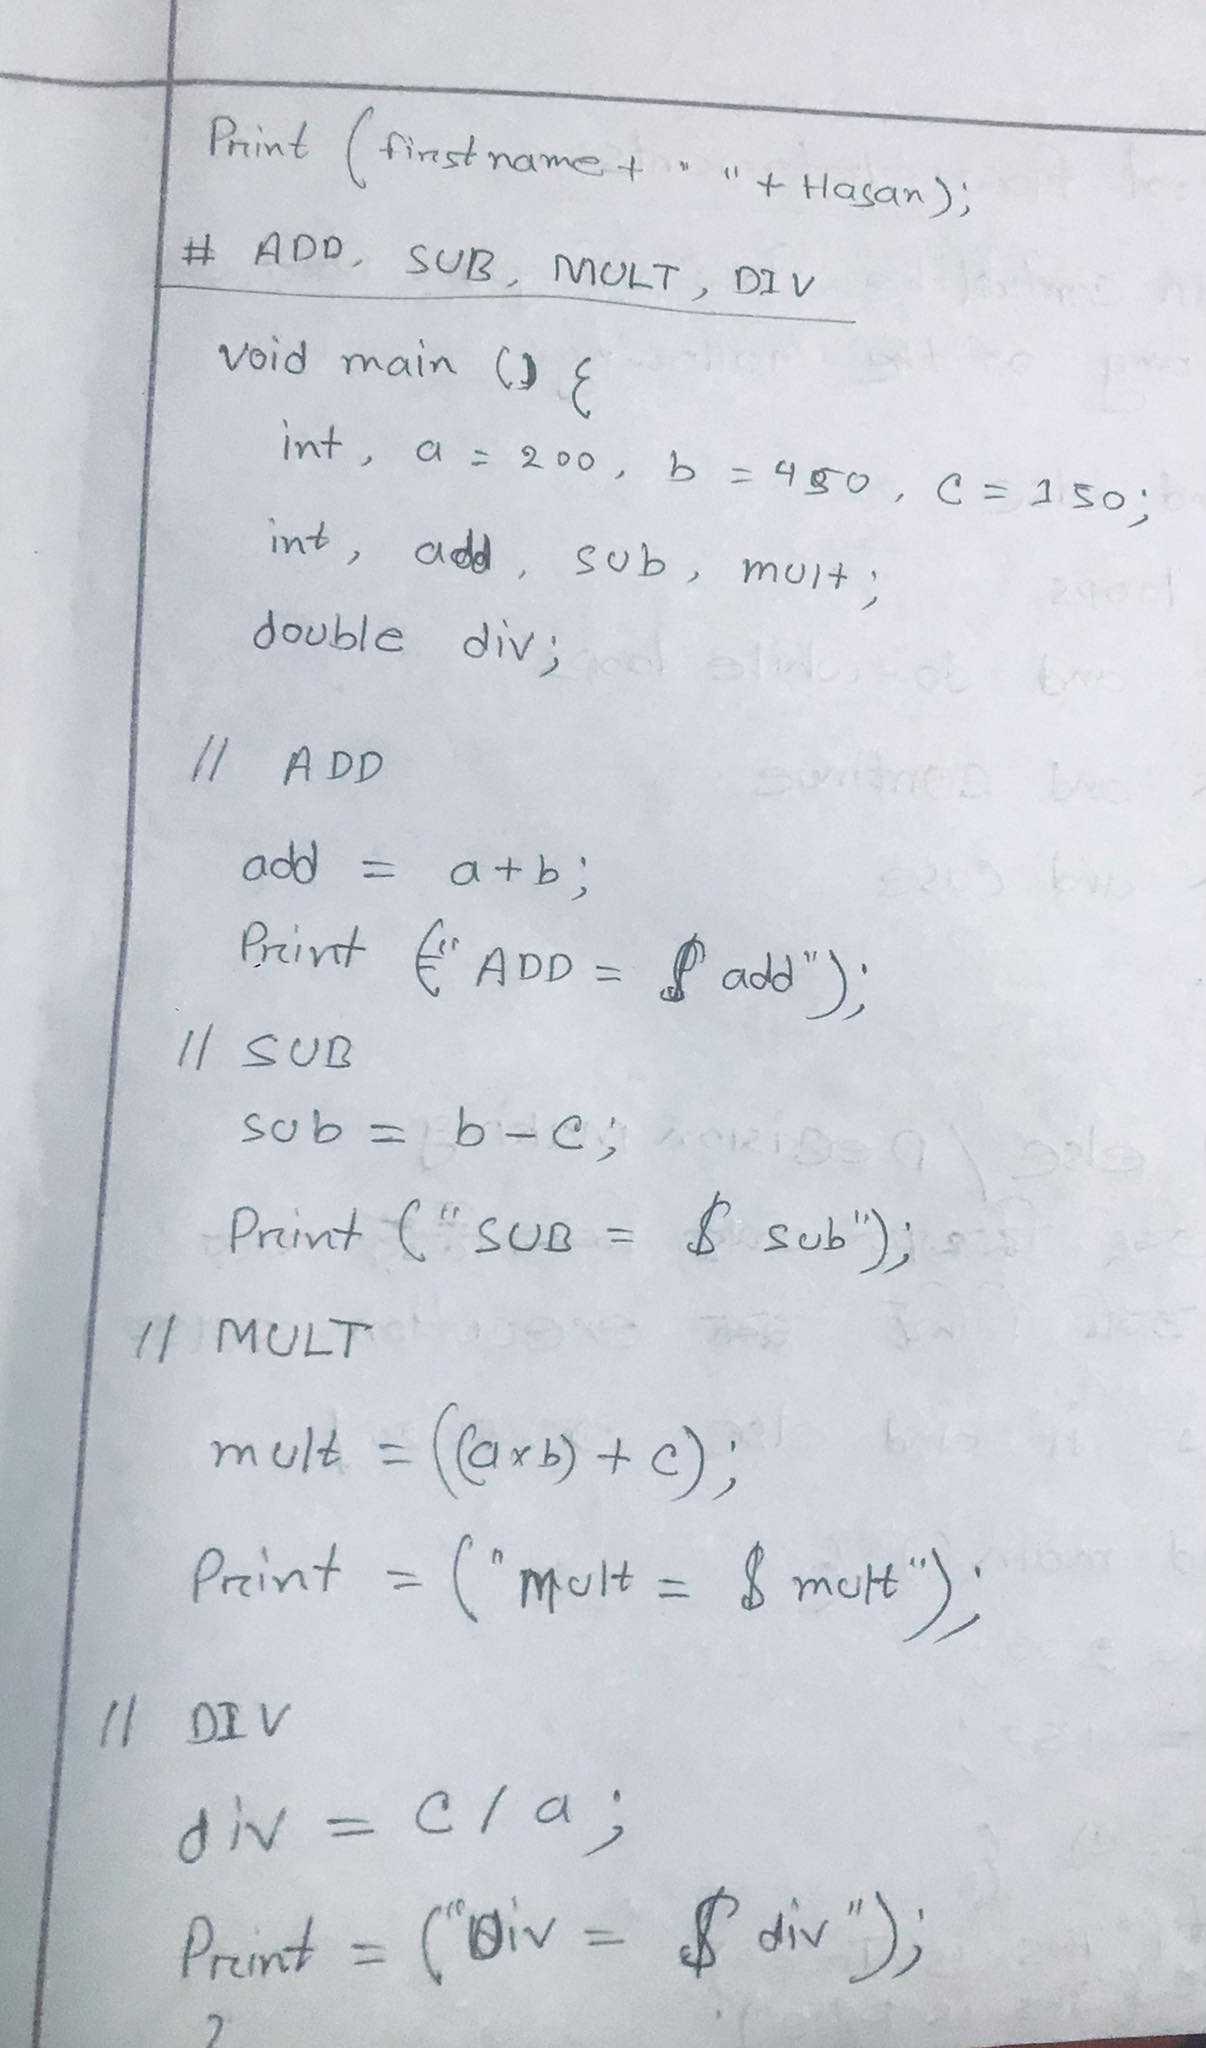 Print (firstname + " " + Hasan);
# ADD, SUB, MULT, DIV
void main () {
int, a = 200, b = 450, c = 150;
int, add, sub, mult;
double div;
// ADD
add = a+b;
Print ("ADD = $ add");
// SUB
sub = b-c;
Print ("SUB = $ sub");
// MULT
mult = ((axb) + c);
Print = ("Mult = $ mult");
// DIV
div = c/a;
Print = ("Div = $ div");
}